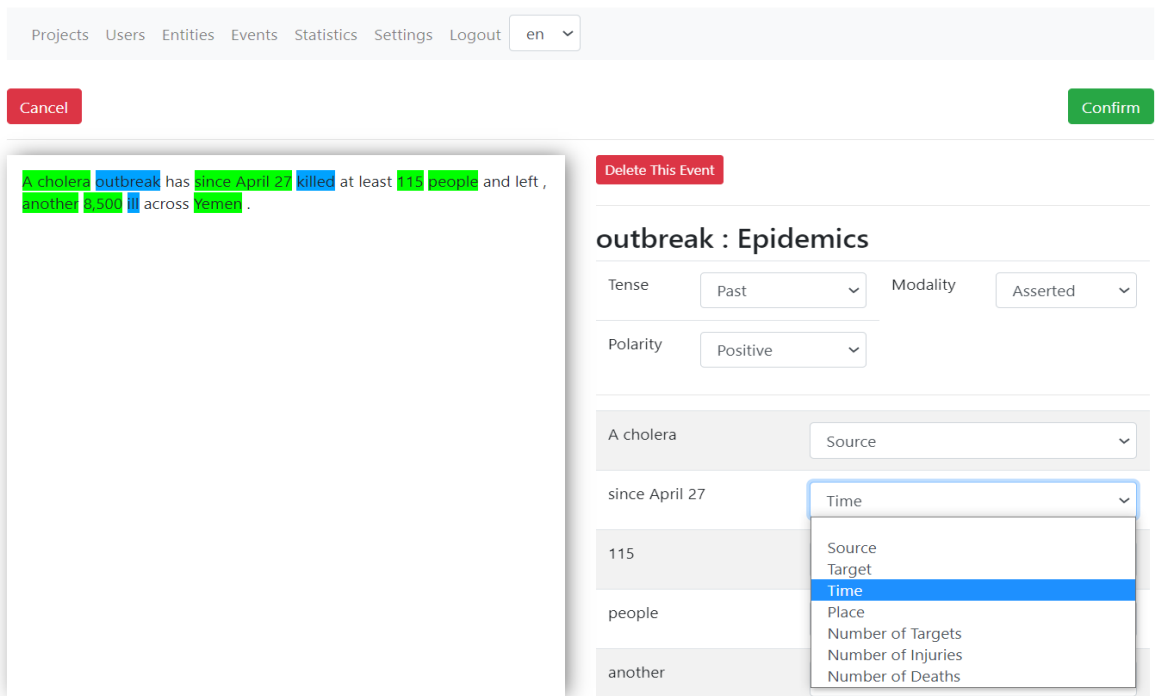 Projects Users Entities Events Statistics Settings Logout en
Cancel Confirm
A cholera outbreak has since April 27 killed at least 115 people and left ,
another 8,500 ill across Yemen .
Delete This Event
outbreak : Epidemics
Tense Past Modality Asserted
Polarity Positive
A cholera Source
since April 27 Time
115
people
another
Source
Target
Time
Place
Number of Targets
Number of Injuries
Number of Deaths